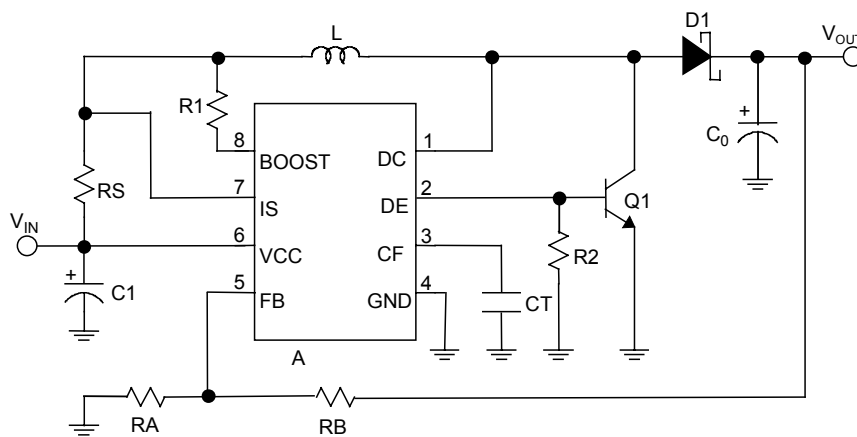 D1
L
VOUT
R1
+
C0
8
1
BOOST
DC
RS
7
2
IS
DE
Q1
VIN
6
3
VCC
CF
R2
+
C1
5
4
FB
GND
CT
A
RA
RB